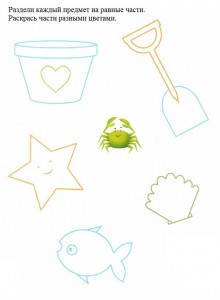 Раздели каждый предмет на равные части.
Раскрась части разными цветами.